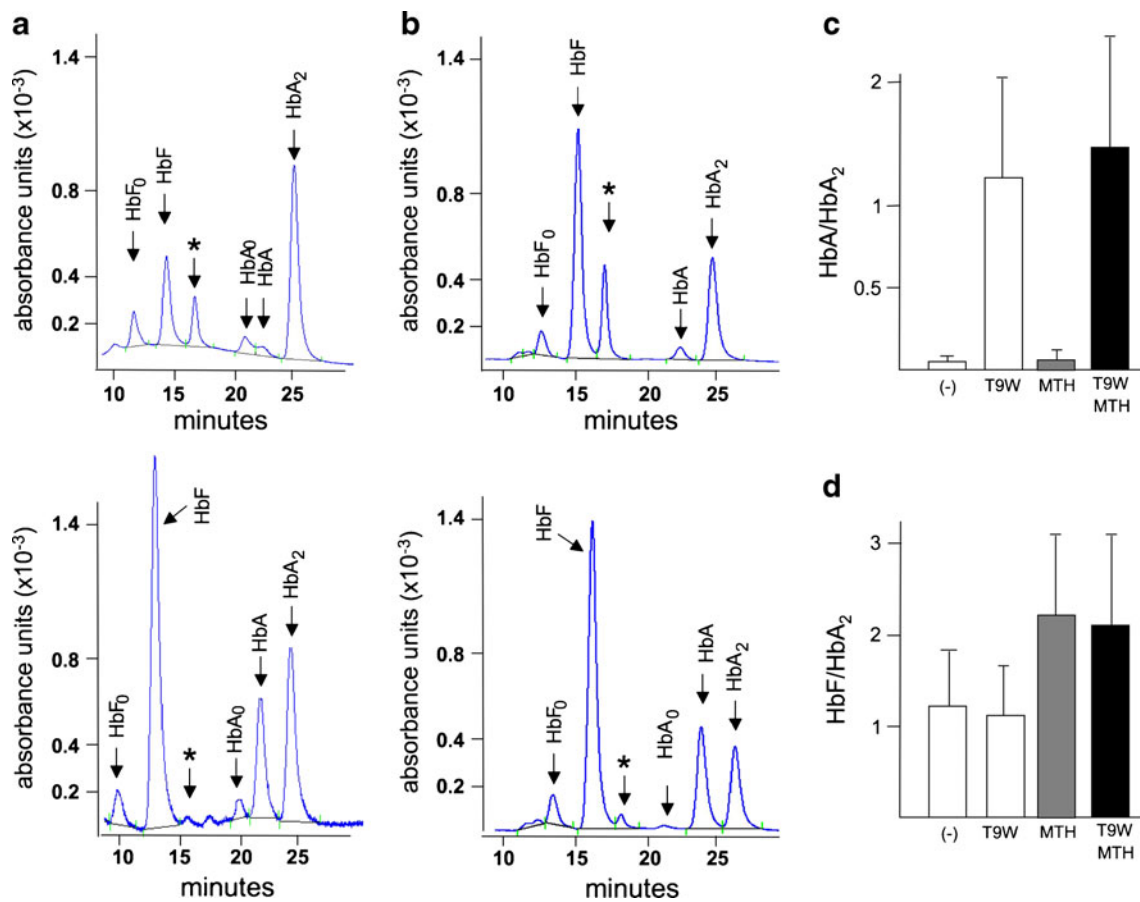 a
absorbance units (x10⁻³)
1.4
0.8
0.4
0.2
HbF₀
HbF
*
HbA₀
HbA
HbA₂
10 15 20 25
minutes
b
absorbance units (x10⁻³)
1.4
0.8
0.4
0.2
HbF₀
HbF
*
HbA
HbA₂
10 15 20 25
minutes
c
HbA/HbA₂
2
1
0.5
(-) T9W MTH T9W
MTH
absorbance units (x10⁻³)
1.4
0.8
0.4
0.2
HbF₀
HbF
*
HbA₀
HbA
HbA₂
10 15 20 25
minutes
absorbance units (x10⁻³)
1.4
0.8
0.4
0.2
HbF₀
HbF
*
HbA₀
HbA
HbA₂
10 15 20 25
minutes
d
HbF/HbA₂
3
2
1
(-) T9W MTH T9W
MTH